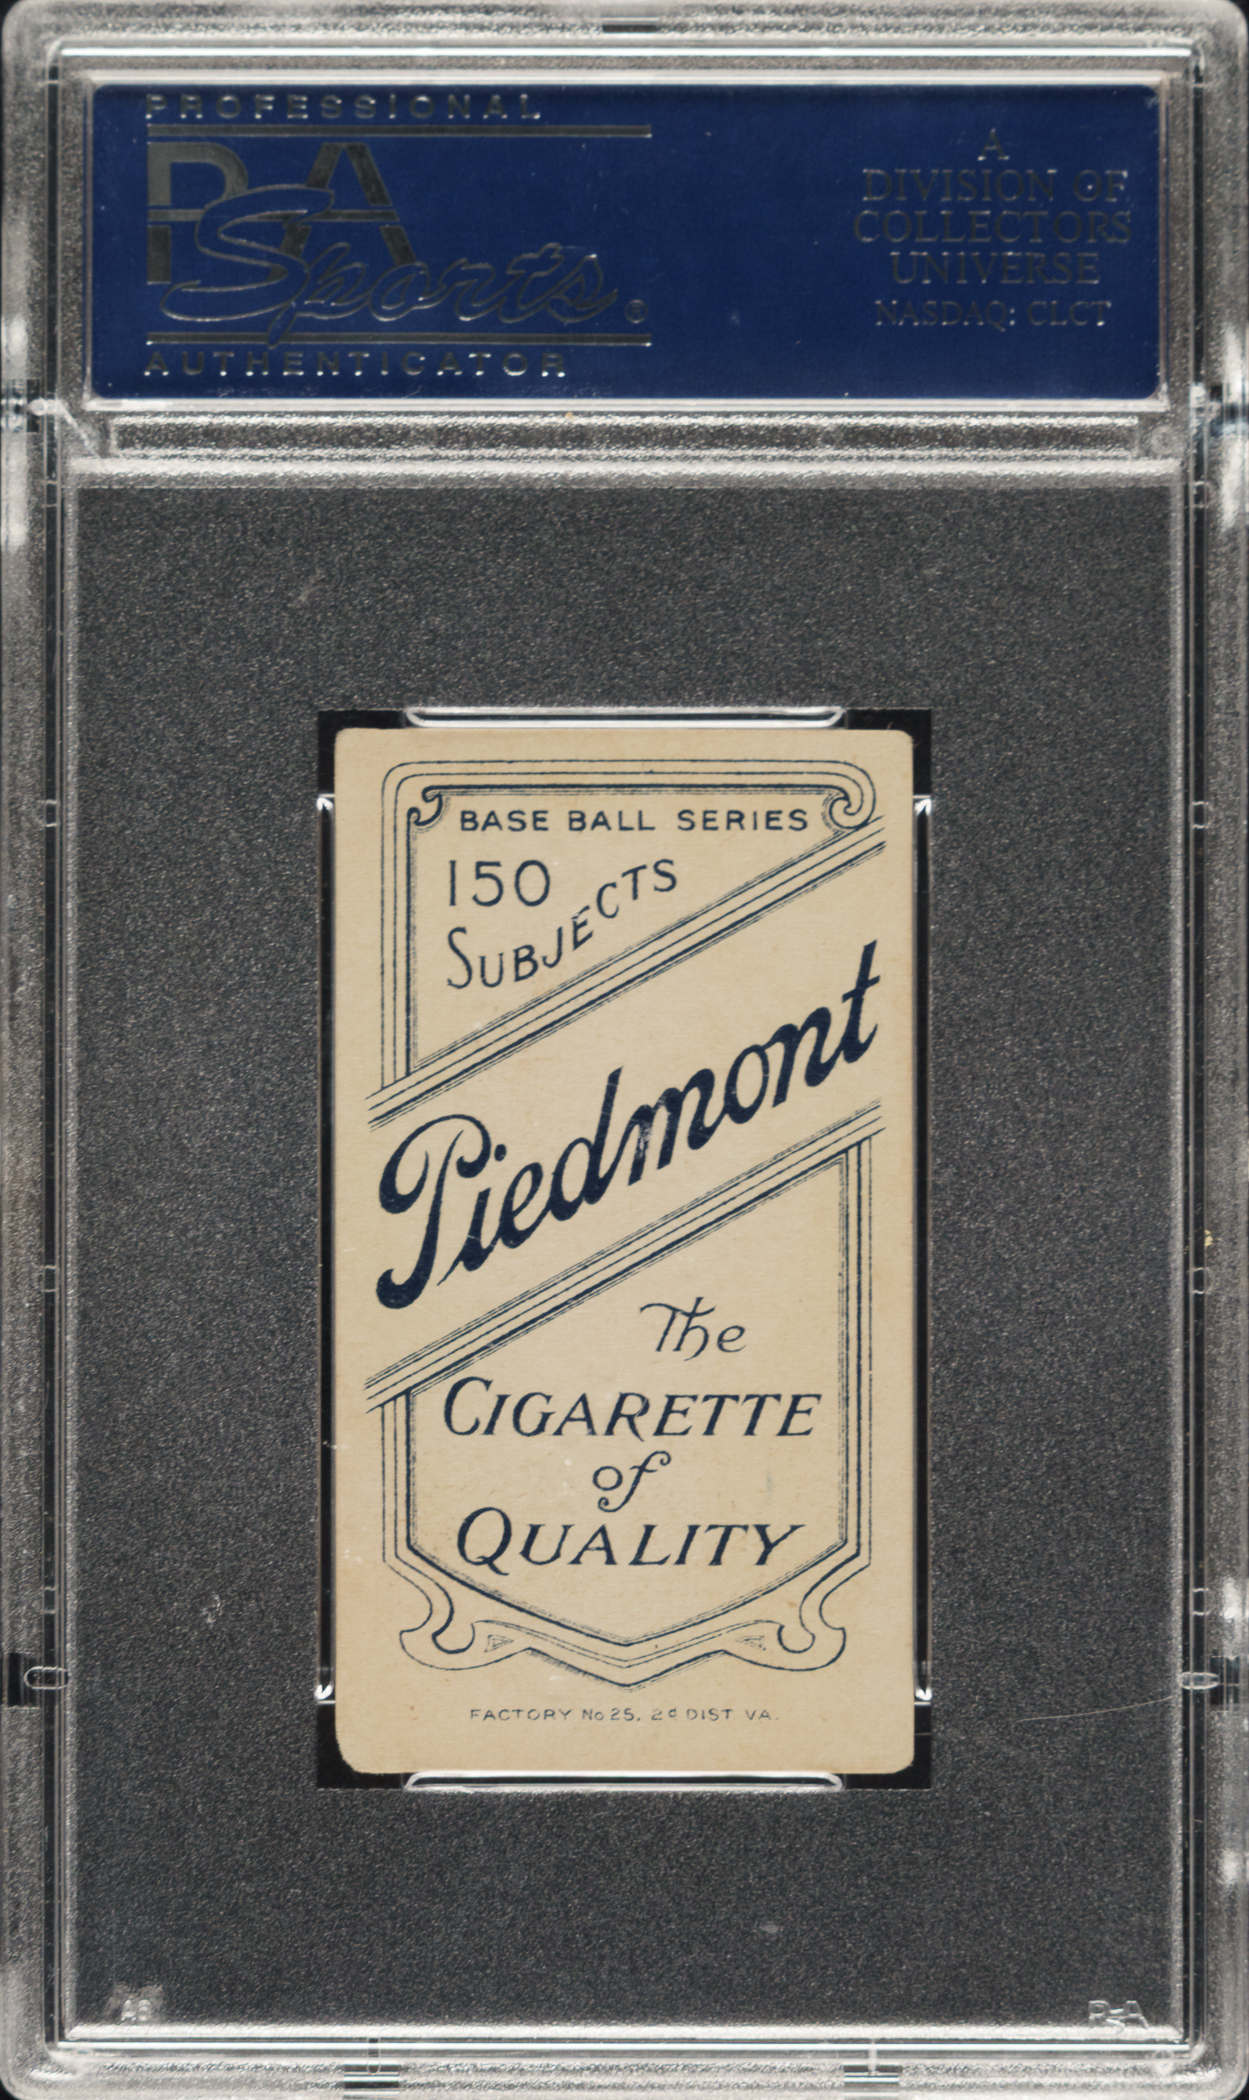 PROFESSIONAL
PSA
Sports®
AUTHENTICATOR
A
DIVISION OF
COLLECTORS
UNIVERSE
NASDAQ: CLCT
BASE BALL SERIES
150
SUBJECTS
Piedmont
The
CIGARETTE
of
QUALITY
FACTORY No 25, 2d DIST VA.
PSA